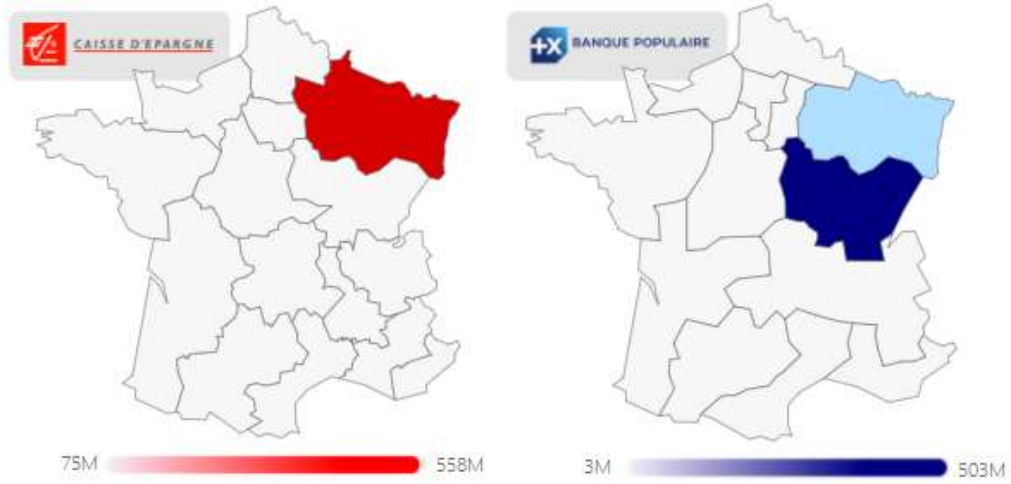 CAISSE D'EPARGNE
+X BANQUE POPULAIRE
75M 558M
3M 503M